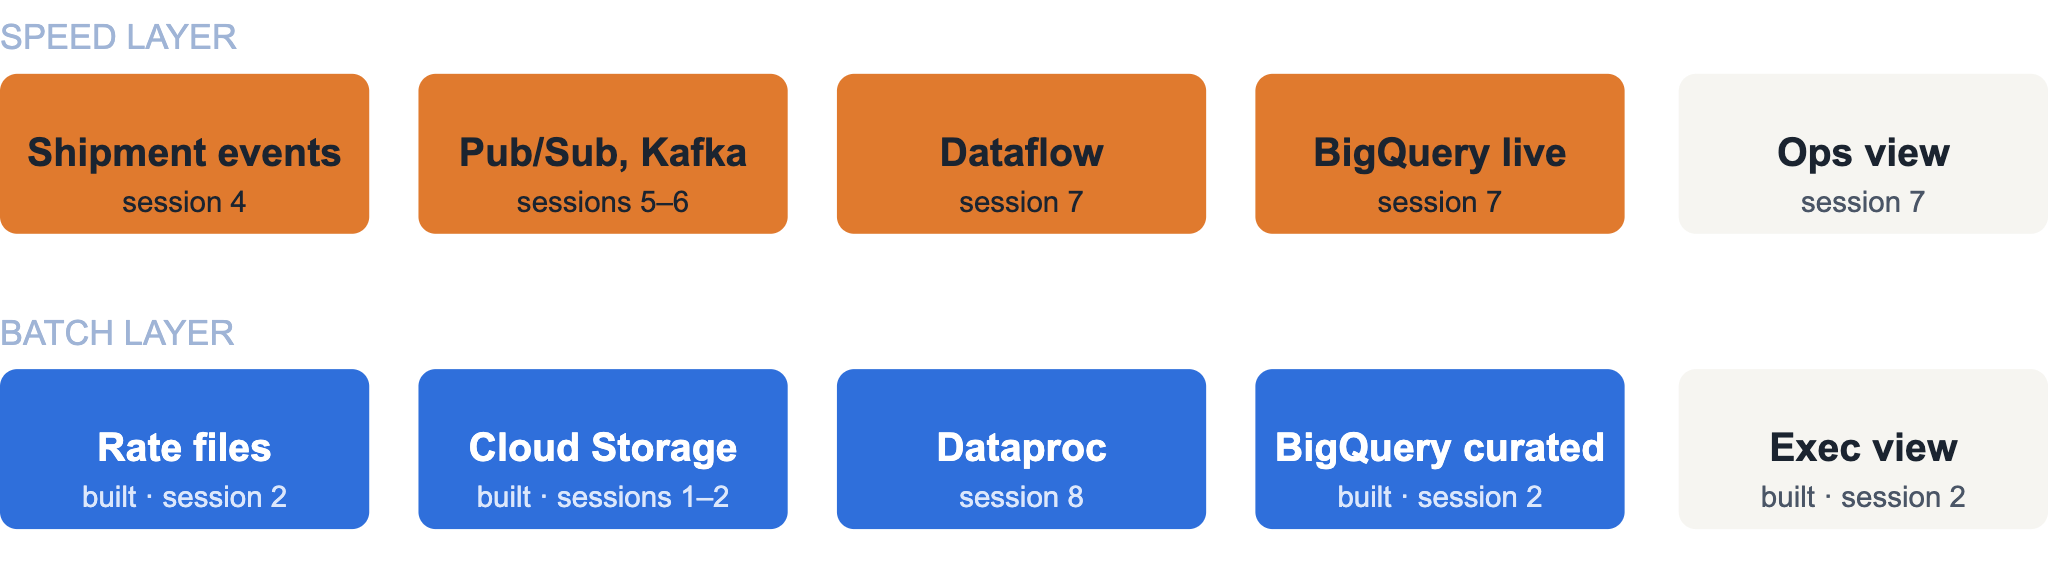 SPEED LAYER
Shipment events
session 4
Pub/Sub, Kafka
sessions 5–6
Dataflow
session 7
BigQuery live
session 7
Ops view
session 7
BATCH LAYER
Rate files
built · session 2
Cloud Storage
built · sessions 1–2
Dataproc
session 8
BigQuery curated
built · session 2
Exec view
built · session 2